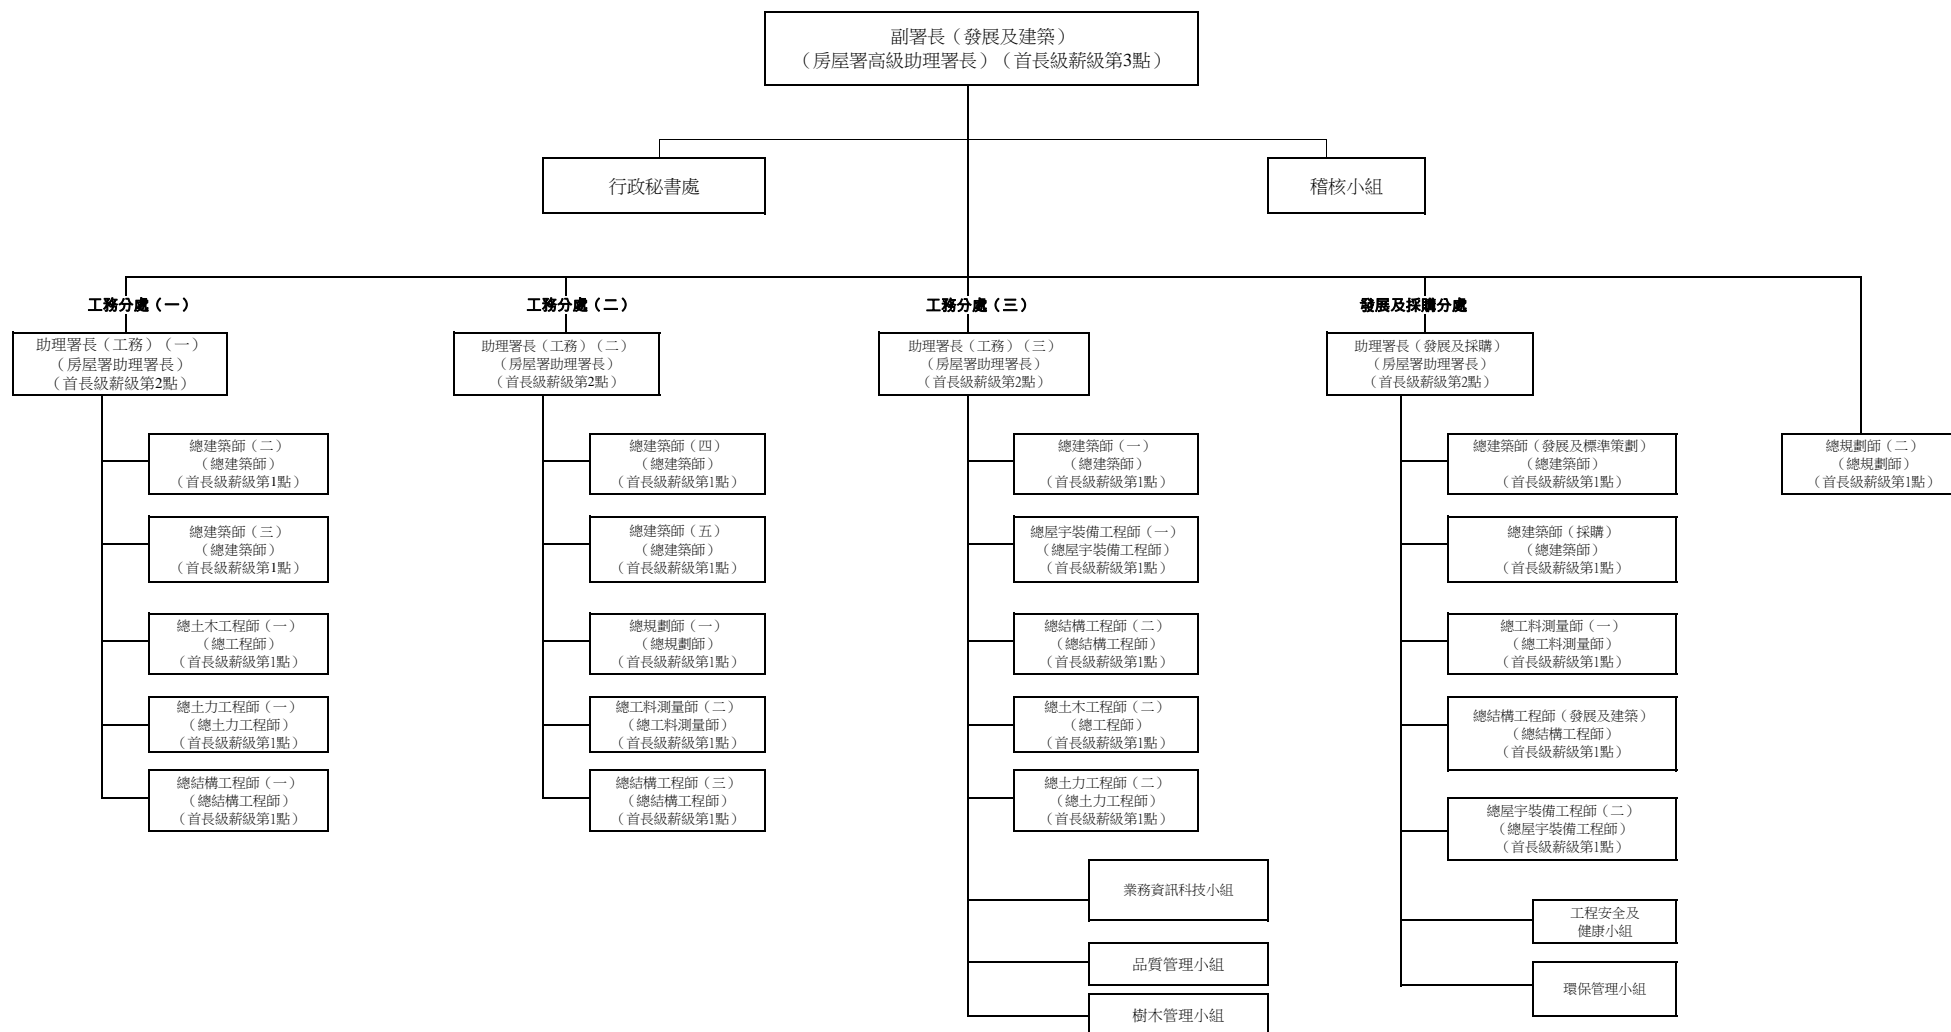 副署長（發展及建築）
（房屋署高級助理署長）（首長級薪級第3點）
行政秘書處
稽核小組
工務分處（一）
助理署長（工務）（一）
（房屋署助理署長）
（首長級薪級第2點）
總建築師（二）
（總建築師）
（首長級薪級第1點）
總建築師（三）
（總建築師）
（首長級薪級第1點）
總土木工程師（一）
（總工程師）
（首長級薪級第1點）
總土力工程師（一）
（總土力工程師）
（首長級薪級第1點）
總結構工程師（一）
（總結構工程師）
（首長級薪級第1點）
工務分處（二）
助理署長（工務）（二）
（房屋署助理署長）
（首長級薪級第2點）
總建築師（四）
（總建築師）
（首長級薪級第1點）
總建築師（五）
（總建築師）
（首長級薪級第1點）
總規劃師（一）
（總規劃師）
（首長級薪級第1點）
總工料測量師（二）
（總工料測量師）
（首長級薪級第1點）
總結構工程師（三）
（總結構工程師）
（首長級薪級第1點）
工務分處（三）
助理署長（工務）（三）
（房屋署助理署長）
（首長級薪級第2點）
總建築師（一）
（總建築師）
（首長級薪級第1點）
總屋宇裝備工程師（一）
（總屋宇裝備工程師）
（首長級薪級第1點）
總結構工程師（二）
（總結構工程師）
（首長級薪級第1點）
總土木工程師（二）
（總工程師）
（首長級薪級第1點）
總土力工程師（二）
（總土力工程師）
（首長級薪級第1點）
業務資訊科技小組
品質管理小組
樹木管理小組
發展及採購分處
助理署長（發展及採購）
（房屋署助理署長）
（首長級薪級第2點）
總建築師（發展及標準策劃）
（總建築師）
（首長級薪級第1點）
總建築師（採購）
（總建築師）
（首長級薪級第1點）
總工料測量師（一）
（總工料測量師）
（首長級薪級第1點）
總結構工程師（發展及建築）
（總結構工程師）
（首長級薪級第1點）
總屋宇裝備工程師（二）
（總屋宇裝備工程師）
（首長級薪級第1點）
工程安全及
健康小組
環保管理小組
總規劃師（二）
（總規劃師）
（首長級薪級第1點）